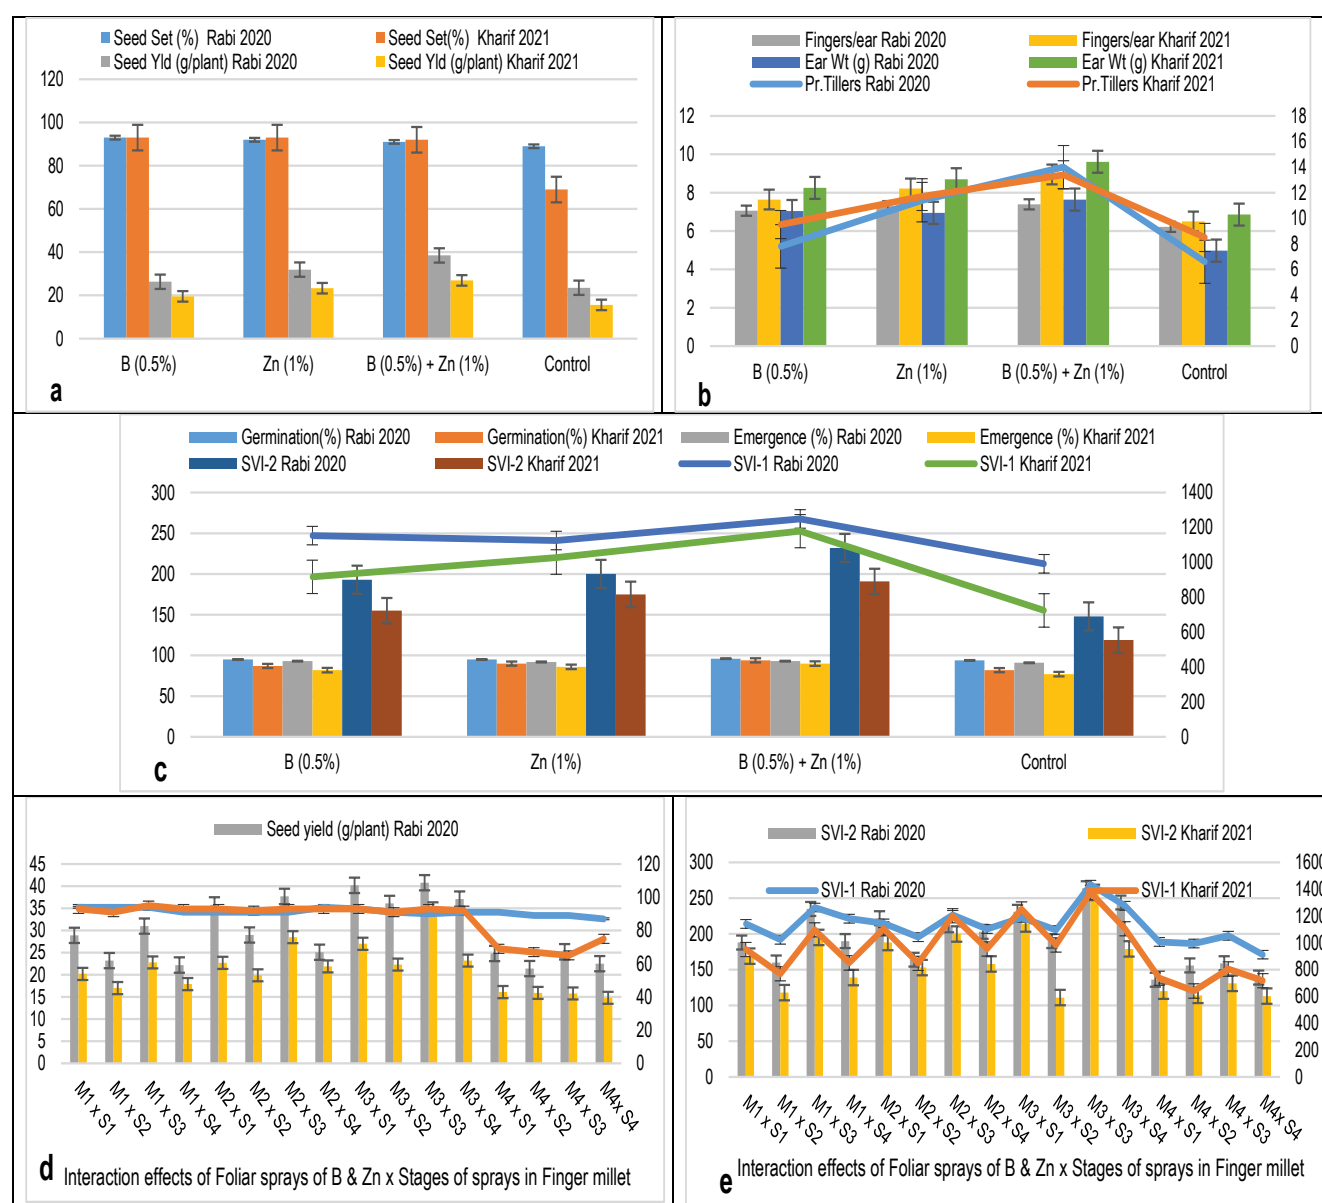 Seed Set (%) Rabi 2020
Seed Set(%) Kharif 2021
Seed Yld (g/plant) Rabi 2020
Seed Yld (g/plant) Kharif 2021
120
100
80
60
40
20
0
B (0.5%)
Zn (1%)
B (0.5%) + Zn (1%)
Control
a
Fingers/ear Rabi 2020
Fingers/ear Kharif 2021
Ear Wt (g) Rabi 2020
Ear Wt (g) Kharif 2021
Pr.Tillers Rabi 2020
Pr.Tillers Kharif 2021
12
10
8
6
4
2
0
18
16
14
12
10
8
6
4
2
0
B (0.5%)
Zn (1%)
B (0.5%) + Zn (1%)
Control
b
Germination(%) Rabi 2020
Germination(%) Kharif 2021
Emergence (%) Rabi 2020
Emergence (%) Kharif 2021
SVI-2 Rabi 2020
SVI-2 Kharif 2021
SVI-1 Rabi 2020
SVI-1 Kharif 2021
300
250
200
150
100
50
0
1400
1200
1000
800
600
400
200
0
B (0.5%)
Zn (1%)
B (0.5%) + Zn (1%)
Control
c
Seed yield (g/plant) Rabi 2020
45
40
35
30
25
20
15
10
5
0
120
100
80
60
40
20
0
M1 x S1
M1 x S2
M1 x S3
M1 x S4
M2 x S1
M2 x S2
M2 x S3
M2 x S4
M3 x S1
M3 x S2
M3 x S3
M3 x S4
M4 x S1
M4 x S2
M4 x S3
M4x S4
d
Interaction effects of Foliar sprays of B & Zn x Stages of sprays in Finger millet
SVI-2 Rabi 2020
SVI-2 Kharif 2021
SVI-1 Rabi 2020
SVI-1 Kharif 2021
300
250
200
150
100
50
0
1600
1400
1200
1000
800
600
400
200
0
M1 x S1
M1 x S2
M1 x S3
M1 x S4
M2 x S1
M2 x S2
M2 x S3
M2 x S4
M3 x S1
M3 x S2
M3 x S3
M3 x S4
M4 x S1
M4 x S2
M4 x S3
M4x S4
e
Interaction effects of Foliar sprays of B & Zn x Stages of sprays in Finger millet